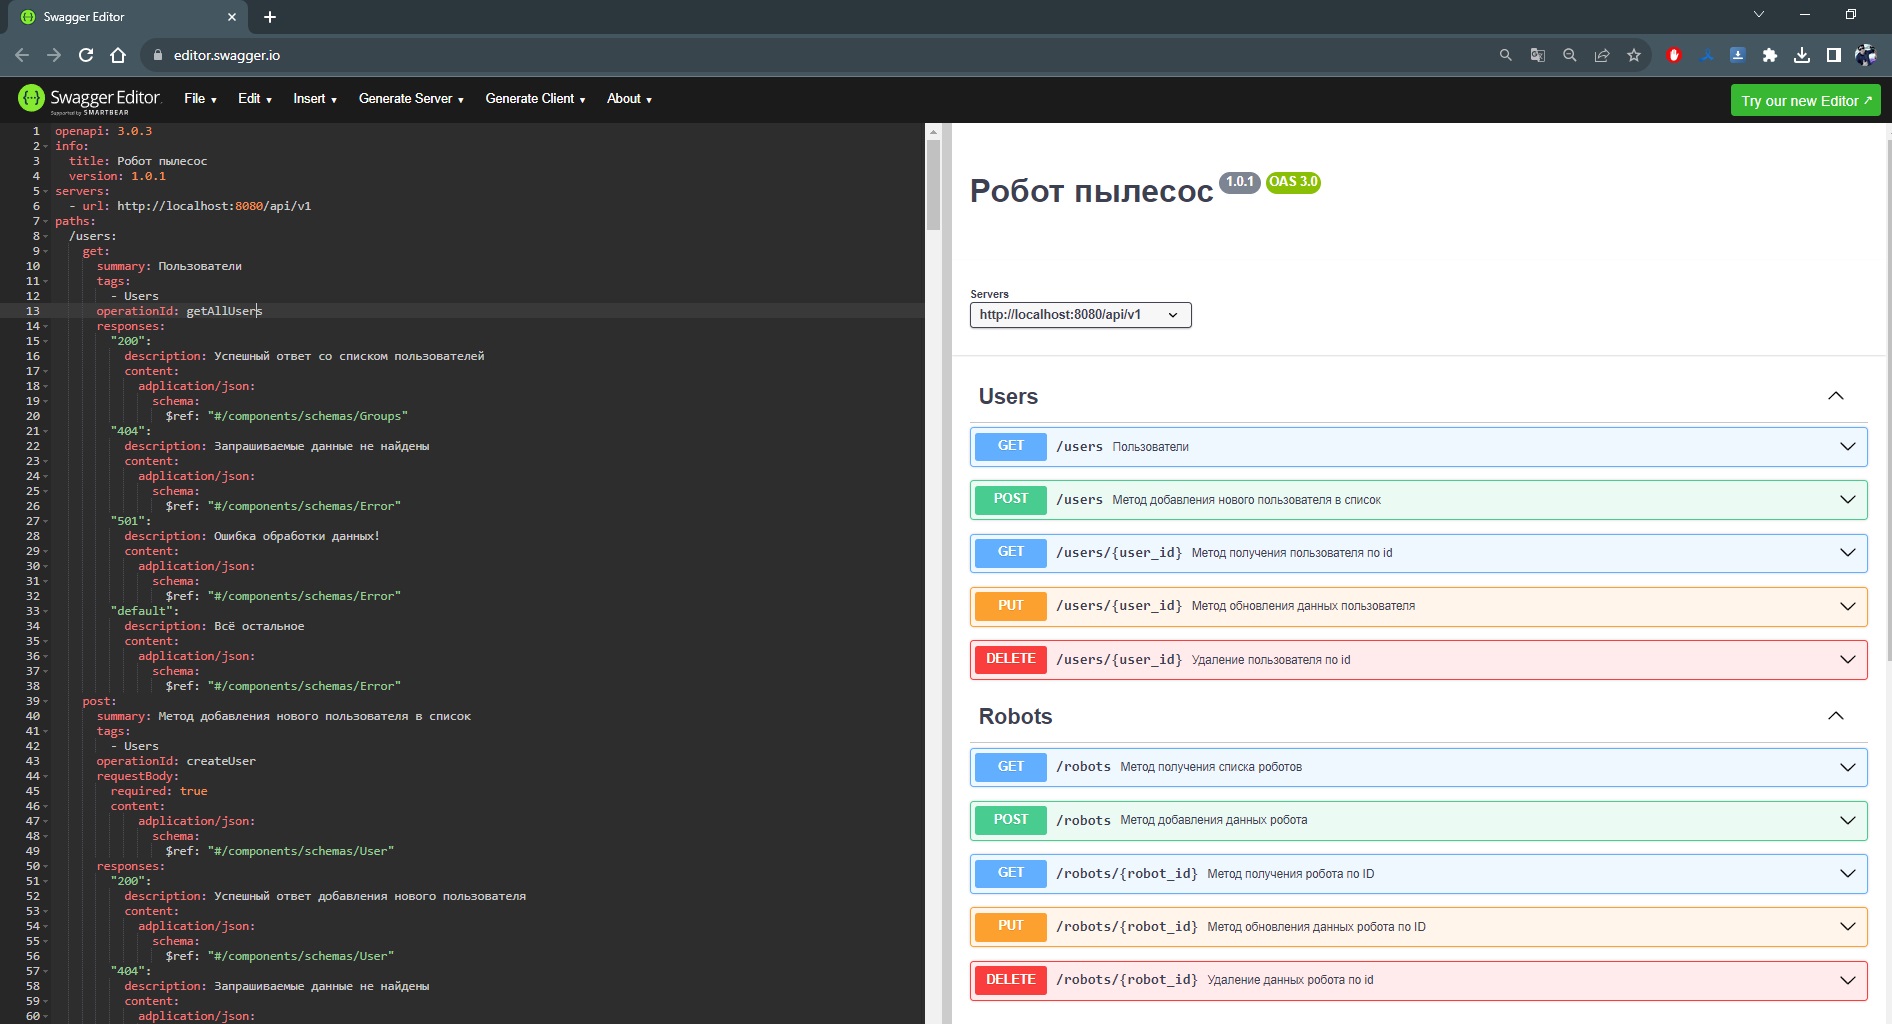 Swagger Editor
editor.swagger.io
Swagger Editor
Supported by SMARTBEAR
File Edit Insert Generate Server Generate Client About
Try our new Editor
1 openapi: 3.0.3
2 info:
3 title: Робот пылесос
4 version: 1.0.1
5 servers:
6 - url: http://localhost:8080/api/v1
7 paths:
8 /users:
9 get:
10 summary: Пользователи
11 tags:
12 - Users
13 operationId: getAllUsers
14 responses:
15 "200":
16 description: Успешный ответ со списком пользователей
17 content:
18 adplication/json:
19 schema:
20 $ref: "#/components/schemas/Groups"
21 "404":
22 description: Запрашиваемые данные не найдены
23 content:
24 adplication/json:
25 schema:
26 $ref: "#/components/schemas/Error"
27 "501":
28 description: Ошибка обработки данных!
29 content:
30 adplication/json:
31 schema:
32 $ref: "#/components/schemas/Error"
33 "default":
34 description: Всё остальное
35 content:
36 adplication/json:
37 schema:
38 $ref: "#/components/schemas/Error"
39 post:
40 summary: Метод добавления нового пользователя в список
41 tags:
42 - Users
43 operationId: createUser
44 requestBody:
45 required: true
46 content:
47 adplication/json:
48 schema:
49 $ref: "#/components/schemas/User"
50 responses:
51 "200":
52 description: Успешный ответ добавления нового пользователя
53 content:
54 adplication/json:
55 schema:
56 $ref: "#/components/schemas/User"
57 "404":
58 description: Запрашиваемые данные не найдены
59 content:
60 adplication/json:
Робот пылесос 1.0.1 OAS 3.0
Servers
http://localhost:8080/api/v1
Users
GET /users Пользователи
POST /users Метод добавления нового пользователя в список
GET /users/{user_id} Метод получения пользователя по id
PUT /users/{user_id} Метод обновления данных пользователя
DELETE /users/{user_id} Удаление пользователя по id
Robots
GET /robots Метод получения списка роботов
POST /robots Метод добавления данных робота
GET /robots/{robot_id} Метод получения робота по ID
PUT /robots/{robot_id} Метод обновления данных робота по ID
DELETE /robots/{robot_id} Удаление данных робота по id